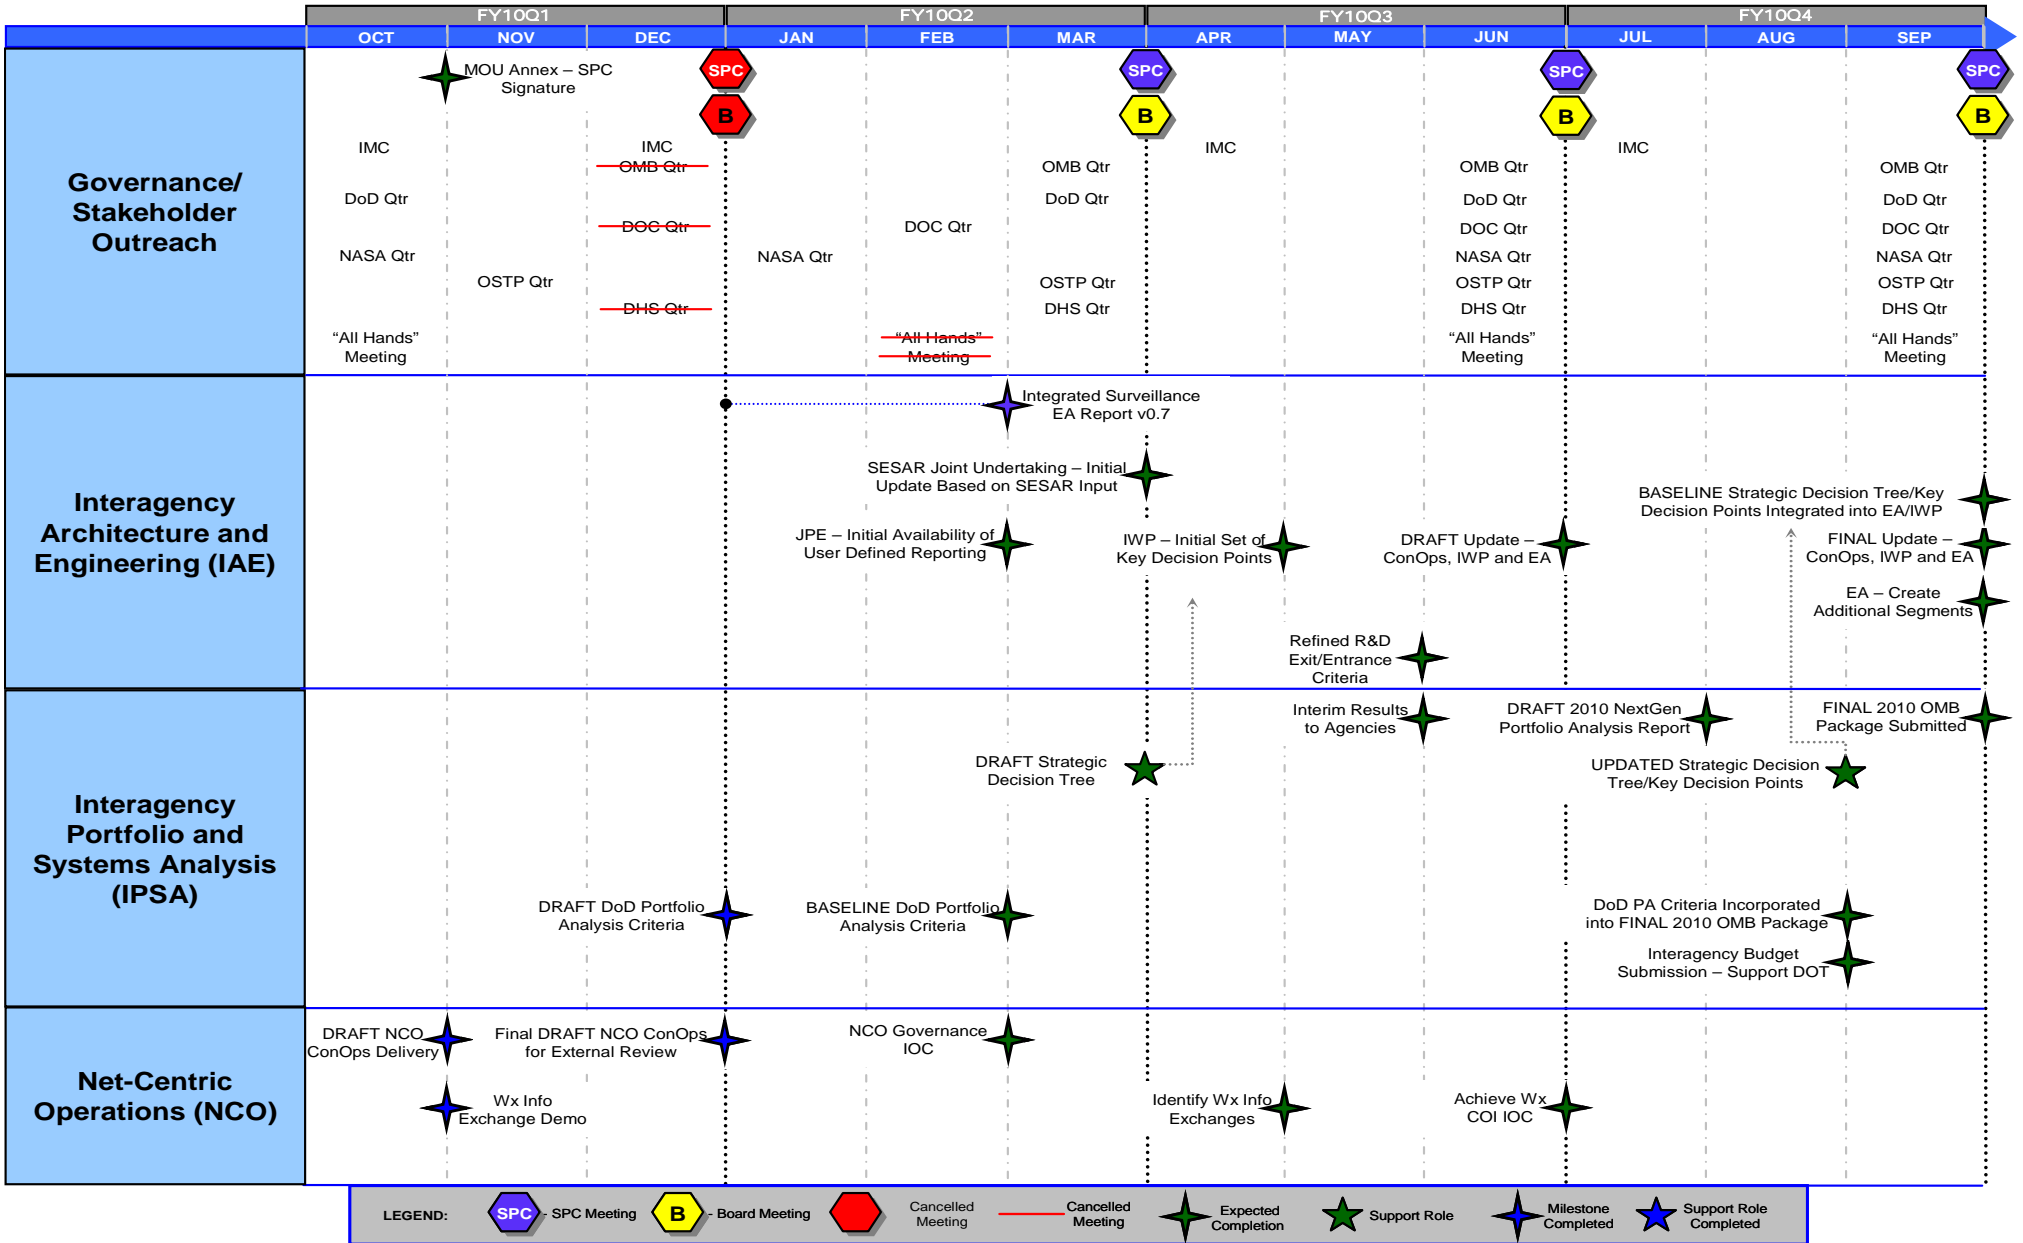 FY10Q1 FY10Q2 FY10Q3 FY10Q4
OCT NOV DEC JAN FEB MAR APR MAY JUN JUL AUG SEP
Governance/
Stakeholder
Outreach
MOU Annex – SPC
Signature
SPC SPC SPC SPC
B B B B
IMC IMC IMC IMC
OMB Qtr OMB Qtr OMB Qtr OMB Qtr
DoD Qtr DoD Qtr DoD Qtr DoD Qtr
DOC Qtr DOC Qtr DOC Qtr DOC Qtr
NASA Qtr NASA Qtr NASA Qtr NASA Qtr
OSTP Qtr OSTP Qtr OSTP Qtr OSTP Qtr
DHS Qtr DHS Qtr DHS Qtr DHS Qtr
“All Hands” “All Hands” “All Hands” “All Hands”
Meeting Meeting Meeting Meeting
Interagency
Architecture and
Engineering (IAE)
Integrated Surveillance
EA Report v0.7
SESAR Joint Undertaking – Initial
Update Based on SESAR Input
BASELINE Strategic Decision Tree/Key
Decision Points Integrated into EA/IWP
JPE – Initial Availability of
User Defined Reporting
IWP – Initial Set of
Key Decision Points
DRAFT Update –
ConOps, IWP and EA
FINAL Update –
ConOps, IWP and EA
EA – Create
Additional Segments
Refined R&D
Exit/Entrance
Criteria
Interagency
Portfolio and
Systems Analysis
(IPSA)
Interim Results
to Agencies
DRAFT 2010 NextGen
Portfolio Analysis Report
FINAL 2010 OMB
Package Submitted
DRAFT Strategic
Decision Tree
UPDATED Strategic Decision
Tree/Key Decision Points
DRAFT DoD Portfolio
Analysis Criteria
BASELINE DoD Portfolio
Analysis Criteria
DoD PA Criteria Incorporated
into FINAL 2010 OMB Package
Interagency Budget
Submission – Support DOT
Net-Centric
Operations (NCO)
DRAFT NCO
ConOps Delivery
Final DRAFT NCO ConOps
for External Review
NCO Governance
IOC
Wx Info
Exchange Demo
Identify Wx Info
Exchanges
Achieve Wx
COI IOC
LEGEND:
SPC - SPC Meeting
B - Board Meeting
Cancelled
Meeting
Cancelled
Meeting
Expected
Completion
Support Role
Milestone
Completed
Support Role
Completed